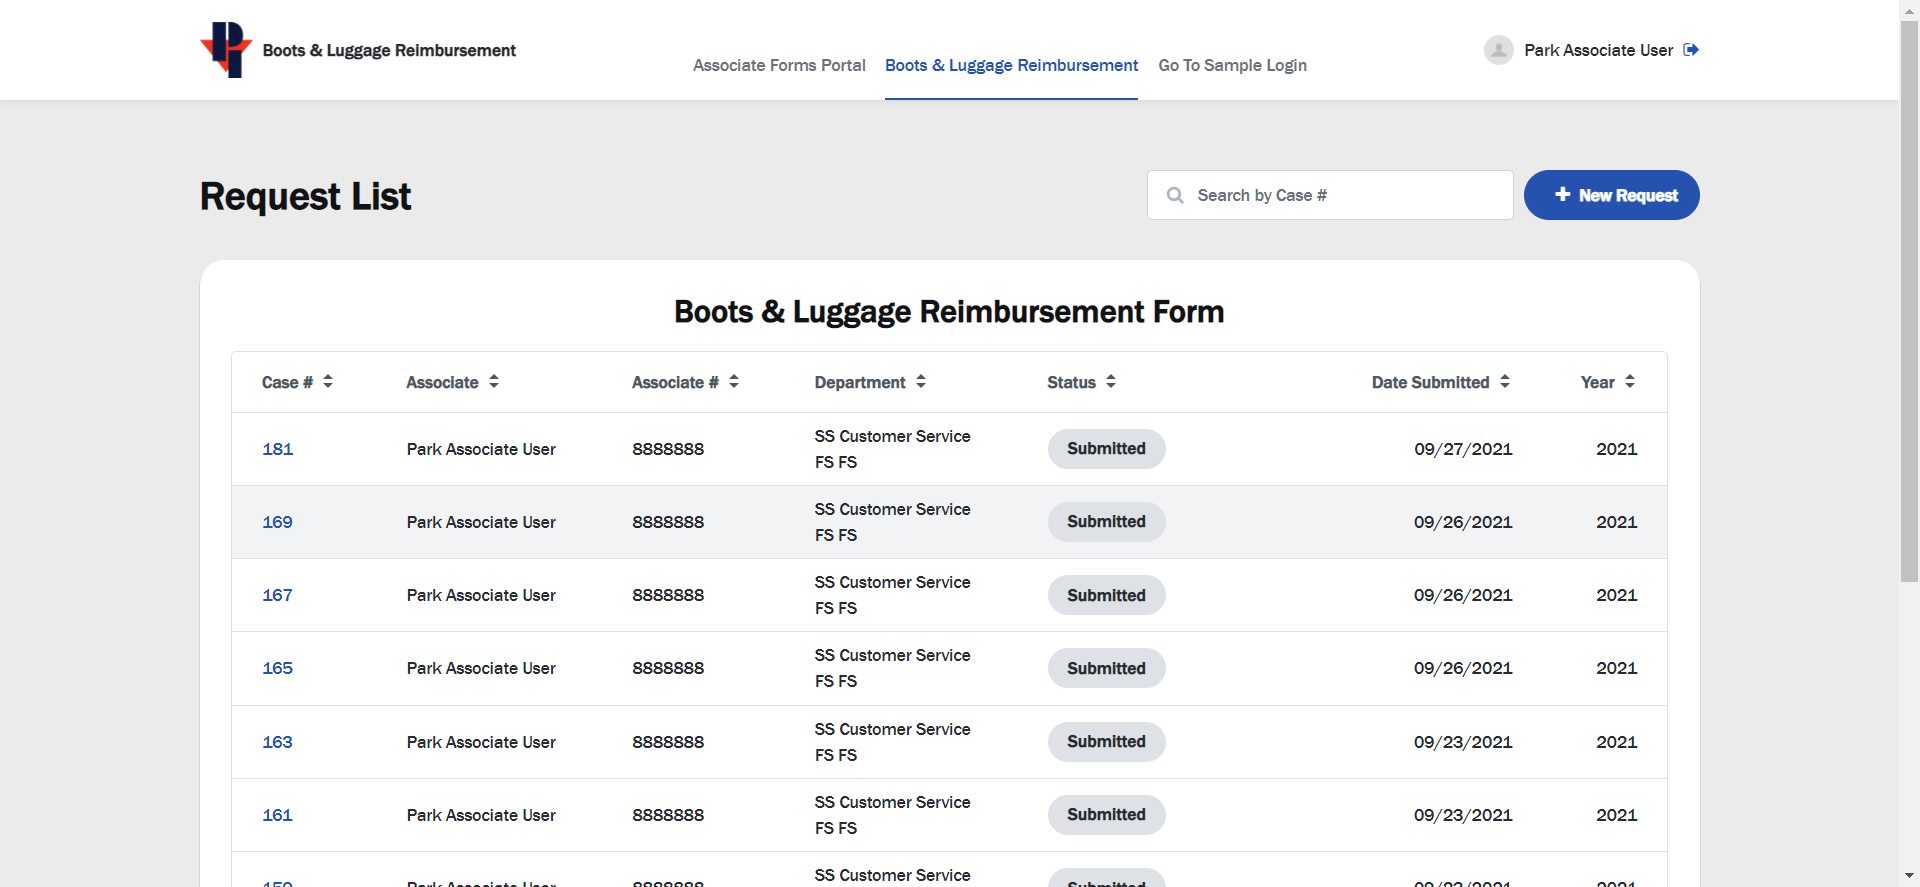 Boots & Luggage Reimbursement
Associate Forms Portal Boots & Luggage Reimbursement Go To Sample Login
Park Associate User
Request List
Search by Case #
New Request
Boots & Luggage Reimbursement Form
Case # Associate Associate # Department Status Date Submitted Year
181 Park Associate User 8888888 SS Customer Service FS FS Submitted 09/27/2021 2021
169 Park Associate User 8888888 SS Customer Service FS FS Submitted 09/26/2021 2021
167 Park Associate User 8888888 SS Customer Service FS FS Submitted 09/26/2021 2021
165 Park Associate User 8888888 SS Customer Service FS FS Submitted 09/26/2021 2021
163 Park Associate User 8888888 SS Customer Service FS FS Submitted 09/23/2021 2021
161 Park Associate User 8888888 SS Customer Service FS FS Submitted 09/23/2021 2021
Park Associate User 8888888 SS Customer Service Submitted 2021